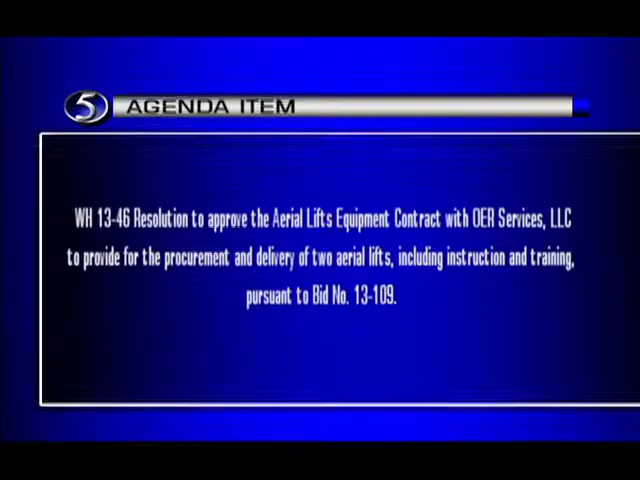 5 AGENDA ITEM
WH 13-46 Resolution to approve the Aerial Lifts Equipment Contract with OER Services, LLC
to provide for the procurement and delivery of two aerial lifts, including instruction and training,
pursuant to Bid No. 13-109.